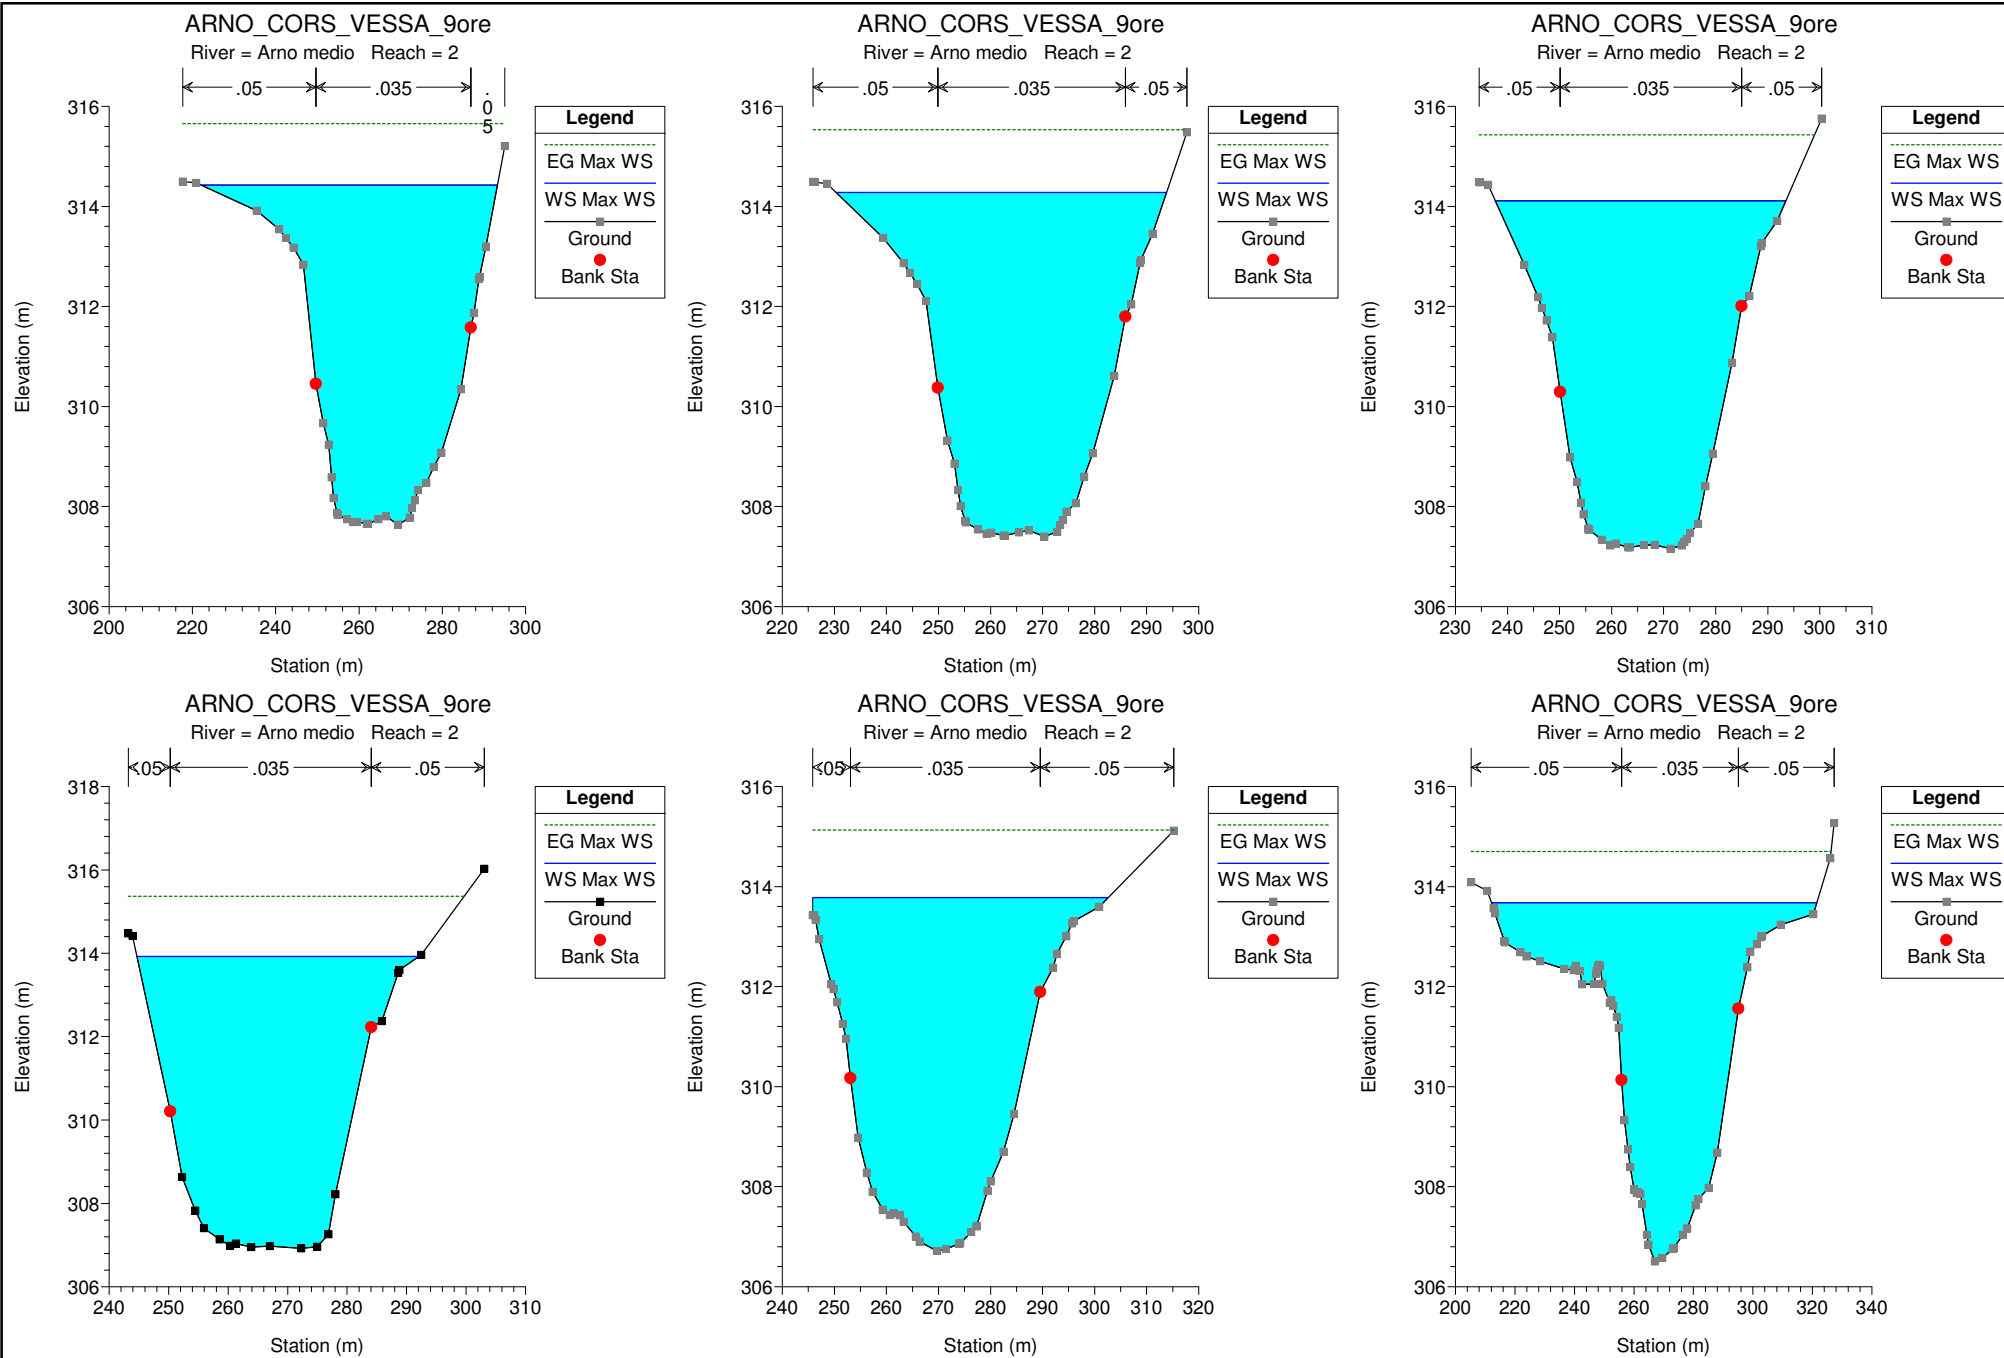 ARNO_CORS_VESSA_9ore
River = Arno medio   Reach = 2
.05
.035
.05
316
314
312
310
308
306
200 220 240 260 280 300
Elevation (m)
Station (m)
Legend
EG Max WS
WS Max WS
Ground
Bank Sta
ARNO_CORS_VESSA_9ore
River = Arno medio   Reach = 2
.05
.035
.05
316
314
312
310
308
306
220 230 240 250 260 270 280 290 300
Elevation (m)
Station (m)
Legend
EG Max WS
WS Max WS
Ground
Bank Sta
ARNO_CORS_VESSA_9ore
River = Arno medio   Reach = 2
.05
.035
.05
316
314
312
310
308
306
230 240 250 260 270 280 290 300 310
Elevation (m)
Station (m)
Legend
EG Max WS
WS Max WS
Ground
Bank Sta
ARNO_CORS_VESSA_9ore
River = Arno medio   Reach = 2
.05
.035
.05
318
316
314
312
310
308
306
240 250 260 270 280 290 300 310
Elevation (m)
Station (m)
Legend
EG Max WS
WS Max WS
Ground
Bank Sta
ARNO_CORS_VESSA_9ore
River = Arno medio   Reach = 2
.05
.035
.05
316
314
312
310
308
306
240 250 260 270 280 290 300 310 320
Elevation (m)
Station (m)
Legend
EG Max WS
WS Max WS
Ground
Bank Sta
ARNO_CORS_VESSA_9ore
River = Arno medio   Reach = 2
.05
.035
.05
316
314
312
310
308
306
200 220 240 260 280 300 320 340
Elevation (m)
Station (m)
Legend
EG Max WS
WS Max WS
Ground
Bank Sta